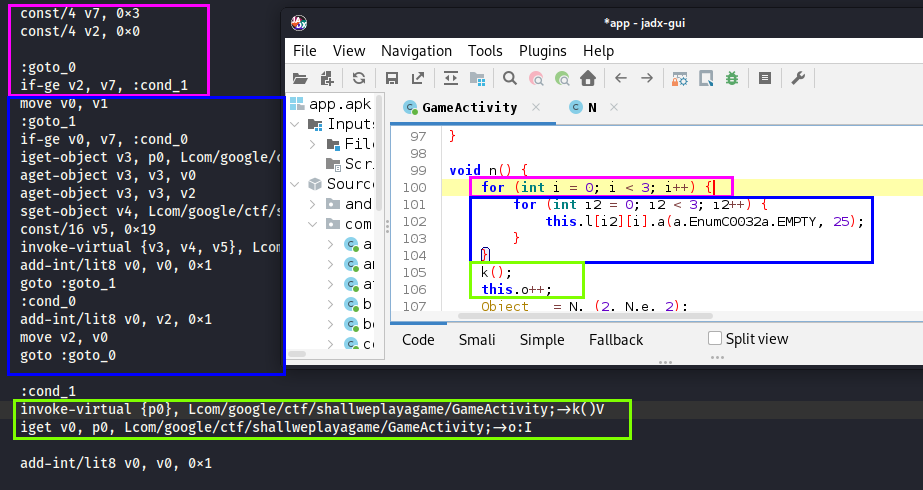 const/4 v7, 0×3
const/4 v2, 0×0
:goto_0
if-ge v2, v7, :cond_1
move v0, v1
:goto_1
if-ge v0, v7, :cond_0
iget-object v3, p0, Lcom/google/c
aget-object v3, v3, v0
aget-object v3, v3, v2
sget-object v4, Lcom/google/ctf/s
const/16 v5, 0×19
invoke-virtual {v3, v4, v5}, Lcom
add-int/lit8 v0, v0, 0×1
goto :goto_1
:cond_0
add-int/lit8 v0, v2, 0×1
move v2, v0
goto :goto_0
:cond_1
invoke-virtual {p0}, Lcom/google/ctf/shallweplayagame/GameActivity;→k()V
iget v0, p0, Lcom/google/ctf/shallweplayagame/GameActivity;→o:I
add-int/lit8 v0, v0, 0×1
*app - jadx-gui
File View Navigation Tools Plugins Help
app.apk
Inputs
Fil
Scr
Sourc
and
com
a
an
at
b
be
c
GameActivity × N ×
97 }
98
99 void n() {
100 for (int i = 0; i < 3; i++) {
101 for (int i2 = 0; i2 < 3; i2++) {
102 this.l[i2][i].a(a.EnumC0032a.EMPTY, 25);
103 }
104 }
105 k();
106 this.o++;
107 Object = N. (2, N.e, 2);
Code Smali Simple Fallback Split view